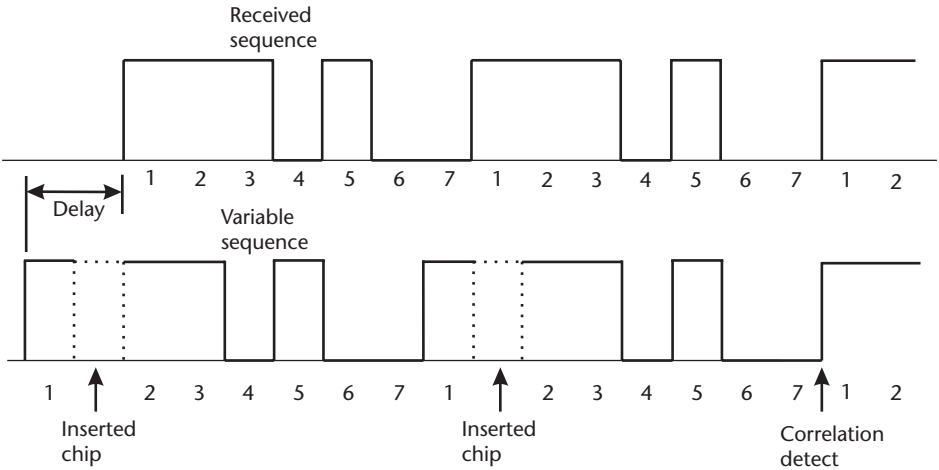 Received
sequence
1 2 3 4 5 6 7 1 2 3 4 5 6 7 1 2
Delay
Variable
sequence
1 2 3 4 5 6 7 1 2 3 4 5 6 7 1 2
Inserted
chip
Inserted
chip
Correlation
detect